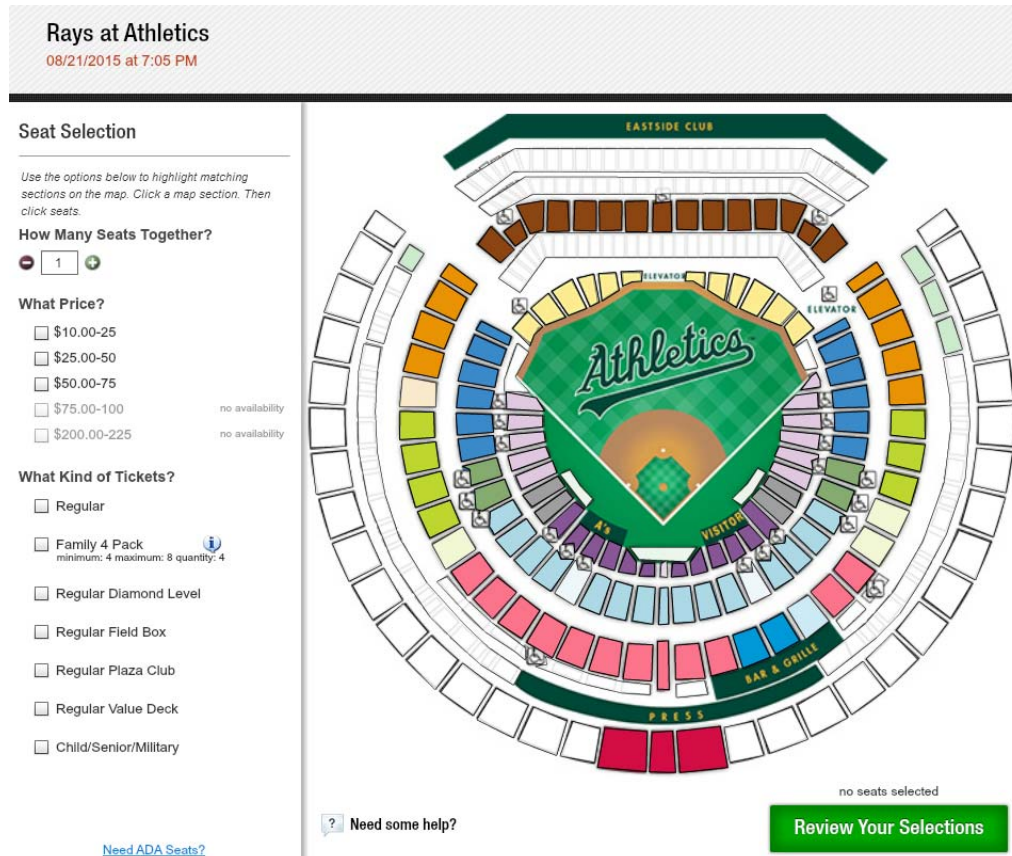 Rays at Athletics
08/21/2015 at 7:05 PM
Seat Selection
Use the options below to highlight matching
sections on the map. Click a map section. Then
click seats.
How Many Seats Together?
1
What Price?
$10.00-25
$25.00-50
$50.00-75
$75.00-100 no availability
$200.00-225 no availability
What Kind of Tickets?
Regular
Family 4 Pack
minimum: 4 maximum: 8 quantity: 4
Regular Diamond Level
Regular Field Box
Regular Plaza Club
Regular Value Deck
Child/Senior/Military
Need ADA Seats?
EASTSIDE CLUB
ELEVATOR
ELEVATOR
Athletics
A's
VISITOR
BAR & GRILLE
PRESS
no seats selected
? Need some help?
Review Your Selections